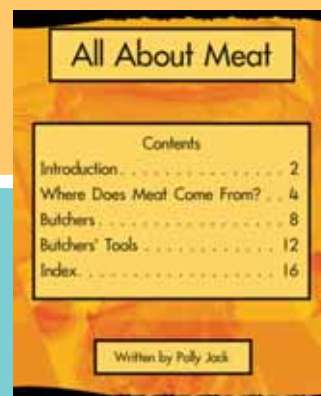 All About Meat
Contents
Introduction . . . . . . . . . . . . . . . 2
Where Does Meat Come From? . . 4
Butchers . . . . . . . . . . . . . . . . . 8
Butchers' Tools . . . . . . . . . . . . 12
Index. . . . . . . . . . . . . . . . . . 16
Written by Polly Jack